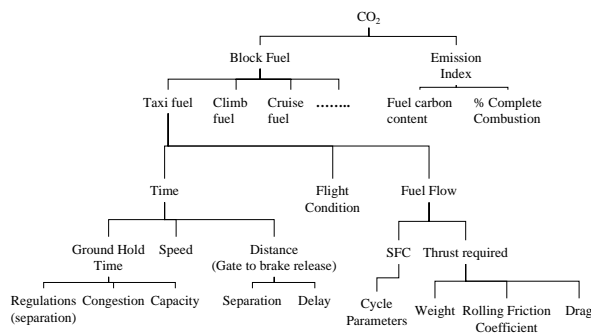 CO₂
Block Fuel
Emission
Index
Taxi fuel
Climb
fuel
Cruise
fuel
........
Fuel carbon
content
% Complete
Combustion
Time
Flight
Condition
Fuel Flow
Ground Hold
Time
Speed
Distance
(Gate to brake release)
SFC
Thrust required
Regulations
(separation)
Congestion
Capacity
Separation
Delay
Cycle
Parameters
Weight
Rolling Friction
Coefficient
Drag